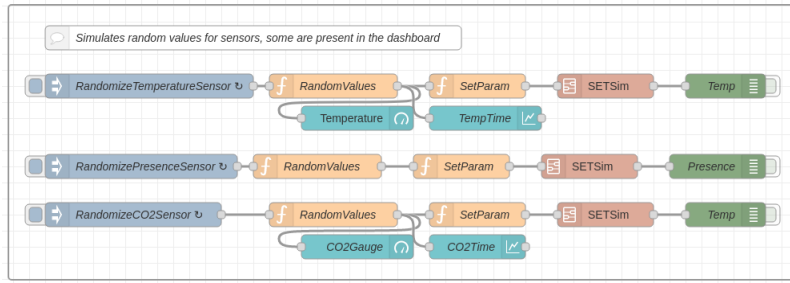 Simulates random values for sensors, some are present in the dashboard
RandomizeTemperatureSensor ↻ RandomValues SetParam SETSim Temp
Temperature TempTime
RandomizePresenceSensor ↻ RandomValues SetParam SETSim Presence
RandomizeCO2Sensor ↻ RandomValues SetParam SETSim Temp
CO2Gauge CO2Time